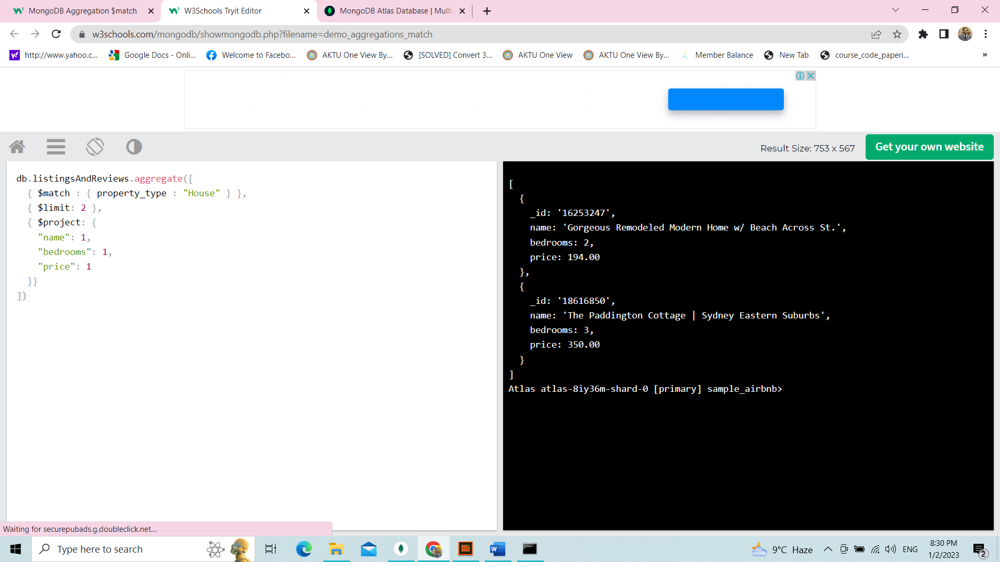 MongoDB Aggregation $match
W3Schools Tryit Editor
MongoDB Atlas Database | Multi-
w3schools.com/mongodb/showmongodb.php?filename=demo_aggregations_match
http://www.yahoo.c...
Google Docs - Onli...
Welcome to Facebo...
AKTU One View By...
[SOLVED] Convert 3...
AKTU One View
AKTU One View By...
Member Balance
New Tab
course_code_paperi...
»
Result Size: 753 x 567
Get your own website
db.listingsAndReviews.aggregate([
  { $match : { property_type : "House" } },
  { $limit: 2 },
  { $project: {
    "name": 1,
    "bedrooms": 1,
    "price": 1
  }}
])
[
  {
    _id: '16253247',
    name: 'Gorgeous Remodeled Modern Home w/ Beach Across St.',
    bedrooms: 2,
    price: 194.00
  },
  {
    _id: '18616850',
    name: 'The Paddington Cottage | Sydney Eastern Suburbs',
    bedrooms: 3,
    price: 350.00
  }
]
Atlas atlas-8iy36m-shard-0 [primary] sample_airbnb>
Waiting for securepubads.g.doubleclick.net...
Type here to search
9°C Haze
ENG
8:30 PM
1/2/2023
2